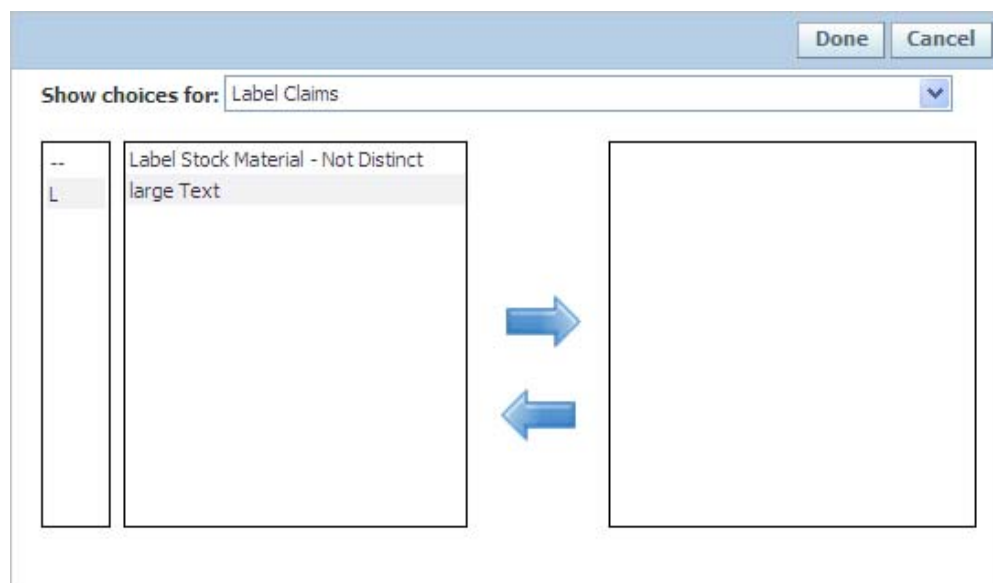 Done Cancel
Show choices for: Label Claims
-- Label Stock Material - Not Distinct
L large Text